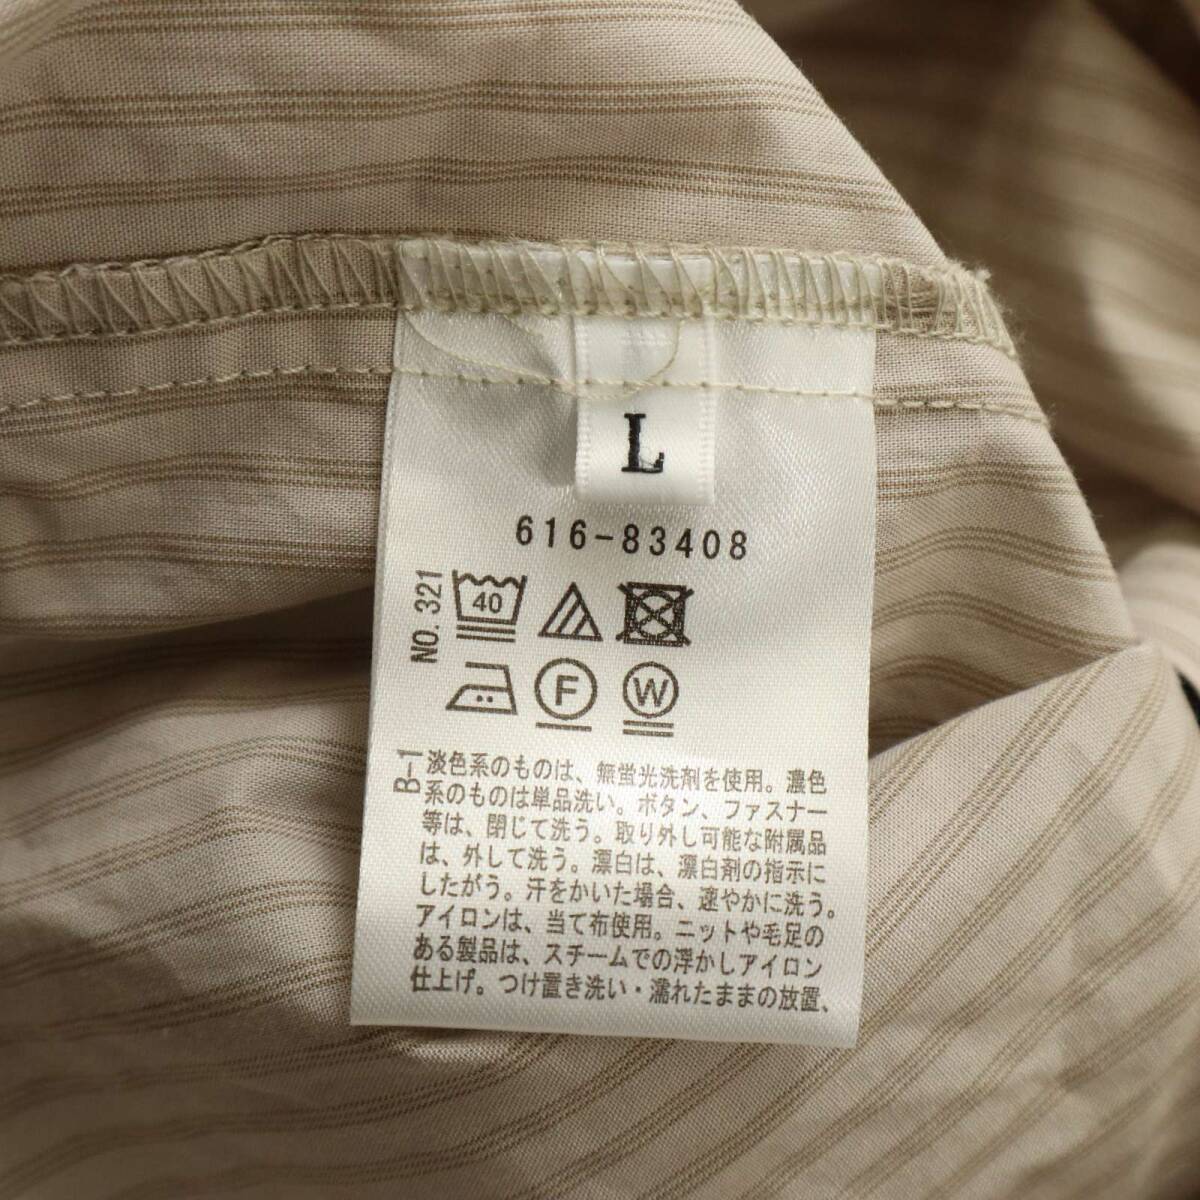 L
616-83408
NO. 321
40
F
W
B-1
淡色系のものは、無蛍光洗剤を使用。濃色
系のものは単品洗い。ボタン、ファスナー
等は、閉じて洗う。取り外し可能な附属品
は、外して洗う。漂白は、漂白剤の指示に
したがう。汗をかいた場合、速やかに洗う。
アイロンは、当て布使用。ニットや毛足の
ある製品は、スチームでの浮かしアイロン
仕上げ。つけ置き洗い・濡れたままの放置、